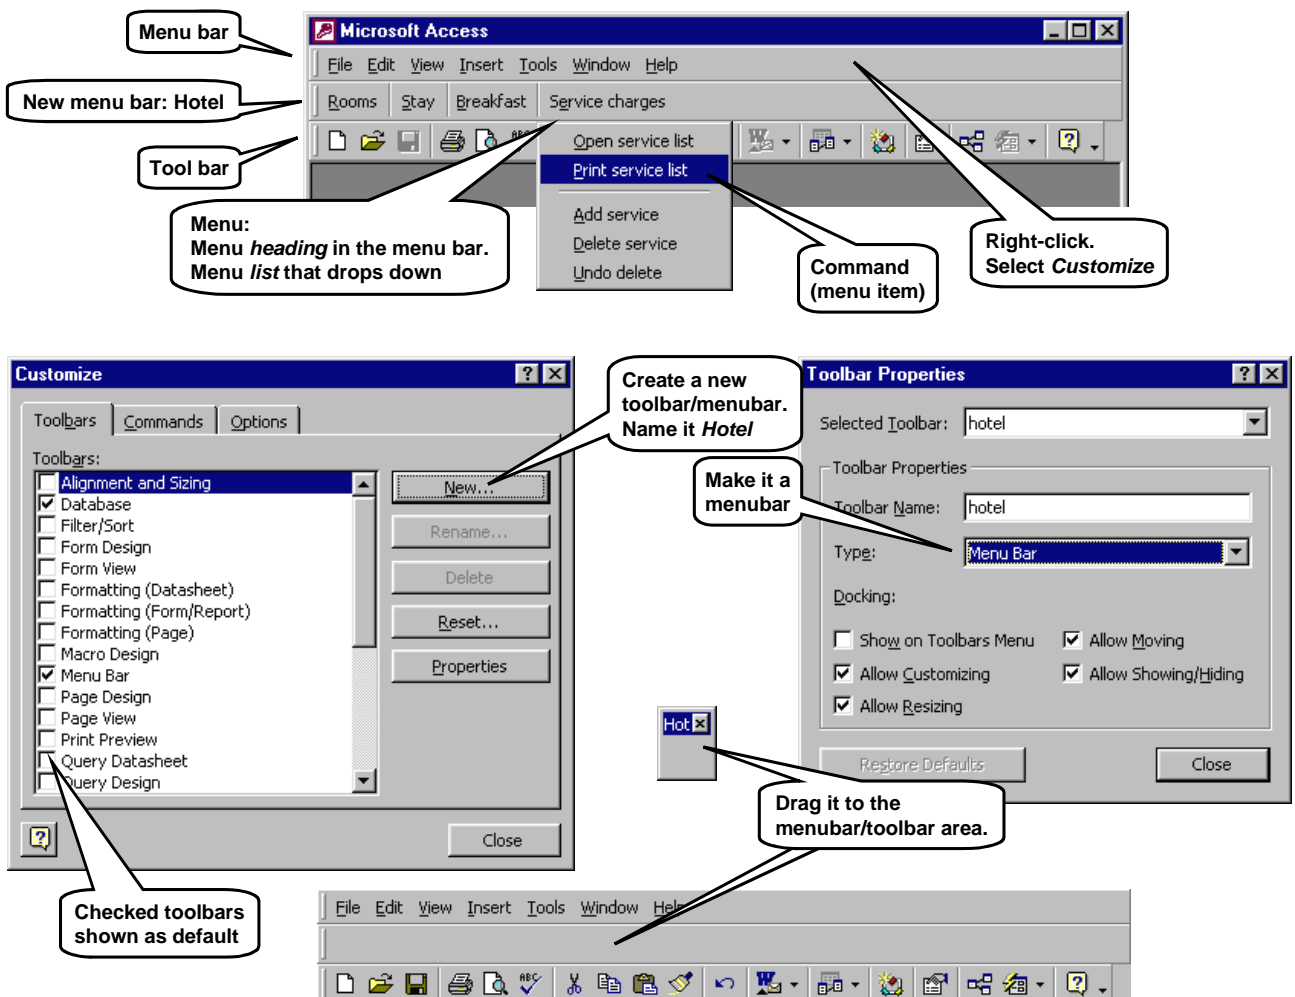 Menu bar
Microsoft Access
File Edit View Insert Tools Window Help
New menu bar: Hotel
Rooms Stay Breakfast Service charges
Tool bar
ABC
Open service list
Print service list
Add service
Delete service
Undo delete
Menu:
Menu heading in the menu bar.
Menu list that drops down
Command
(menu item)
Right-click.
Select Customize
Customize
Toolbars Commands Options
Toolbars:
Alignment and Sizing
Database
Filter/Sort
Form Design
Form View
Formatting (Datasheet)
Formatting (Form/Report)
Formatting (Page)
Macro Design
Menu Bar
Page Design
Page View
Print Preview
Query Datasheet
Query Design
New...
Rename...
Delete
Reset...
Properties
Close
Create a new
toolbar/menubar.
Name it Hotel
Checked toolbars
shown as default
Toolbar Properties
Selected Toolbar: hotel
Toolbar Properties
Toolbar Name: hotel
Type: Menu Bar
Docking:
Show on Toolbars Menu Allow Moving
Allow Customizing Allow Showing/Hiding
Allow Resizing
Restore Defaults Close
Make it a
menubar
Hot
Drag it to the
menubar/toolbar area.
File Edit View Insert Tools Window Help
ABC